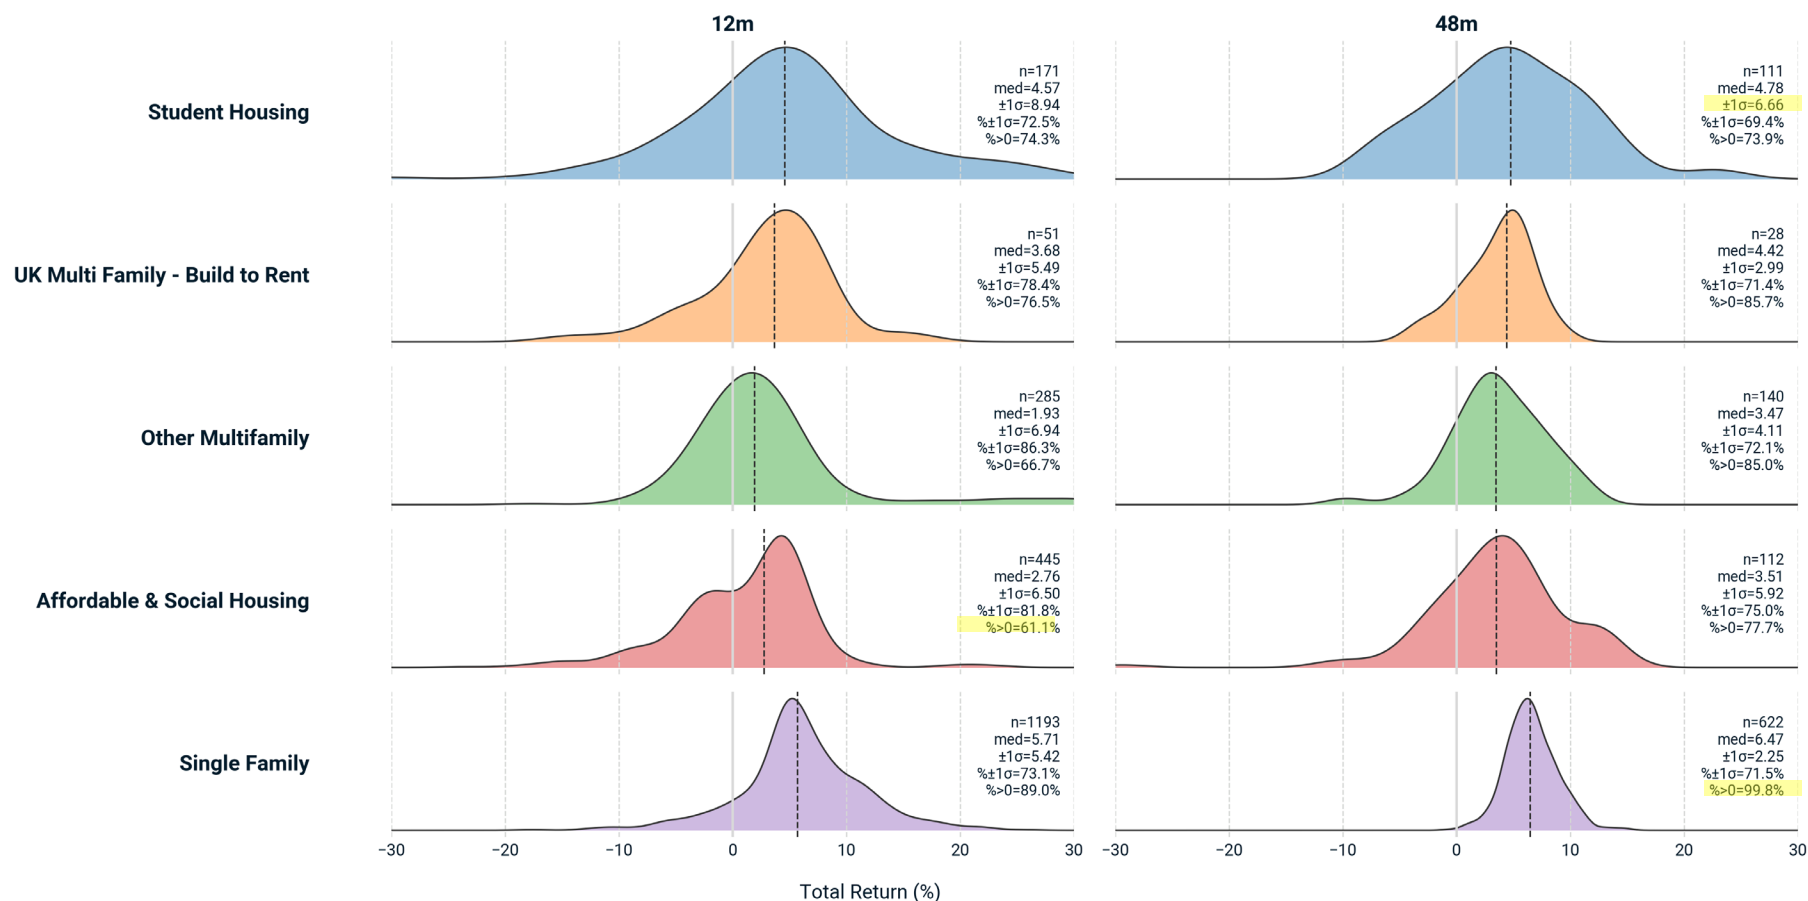 12m
48m
Student Housing
n=171
med=4.57
±1σ=8.94
%±1σ=72.5%
%>0=74.3%
n=111
med=4.78
±1σ=6.66
%±1σ=69.4%
%>0=73.9%
UK Multi Family - Build to Rent
n=51
med=3.68
±1σ=5.49
%±1σ=78.4%
%>0=76.5%
n=28
med=4.42
±1σ=2.99
%±1σ=71.4%
%>0=85.7%
Other Multifamily
n=285
med=1.93
±1σ=6.94
%±1σ=86.3%
%>0=66.7%
n=140
med=3.47
±1σ=4.11
%±1σ=72.1%
%>0=85.0%
Affordable & Social Housing
n=445
med=2.76
±1σ=6.50
%±1σ=81.8%
%>0=61.1%
n=112
med=3.51
±1σ=5.92
%±1σ=75.0%
%>0=77.7%
Single Family
n=1193
med=5.71
±1σ=5.42
%±1σ=73.1%
%>0=89.0%
n=622
med=6.47
±1σ=2.25
%±1σ=71.5%
%>0=99.8%
−30 −20 −10 0 10 20 30
−30 −20 −10 0 10 20 30
Total Return (%)